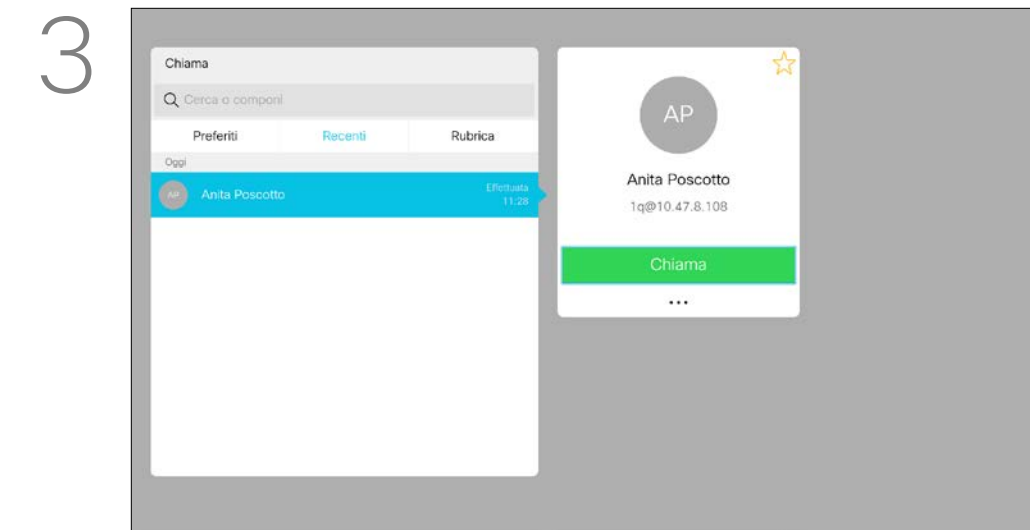 3
Chiama
Cerca o componi
Preferiti Recenti Rubrica
Oggi
AP Anita Poscotto Effettuata
11:28
AP
Anita Poscotto
1q@10.47.8.108
Chiama
...